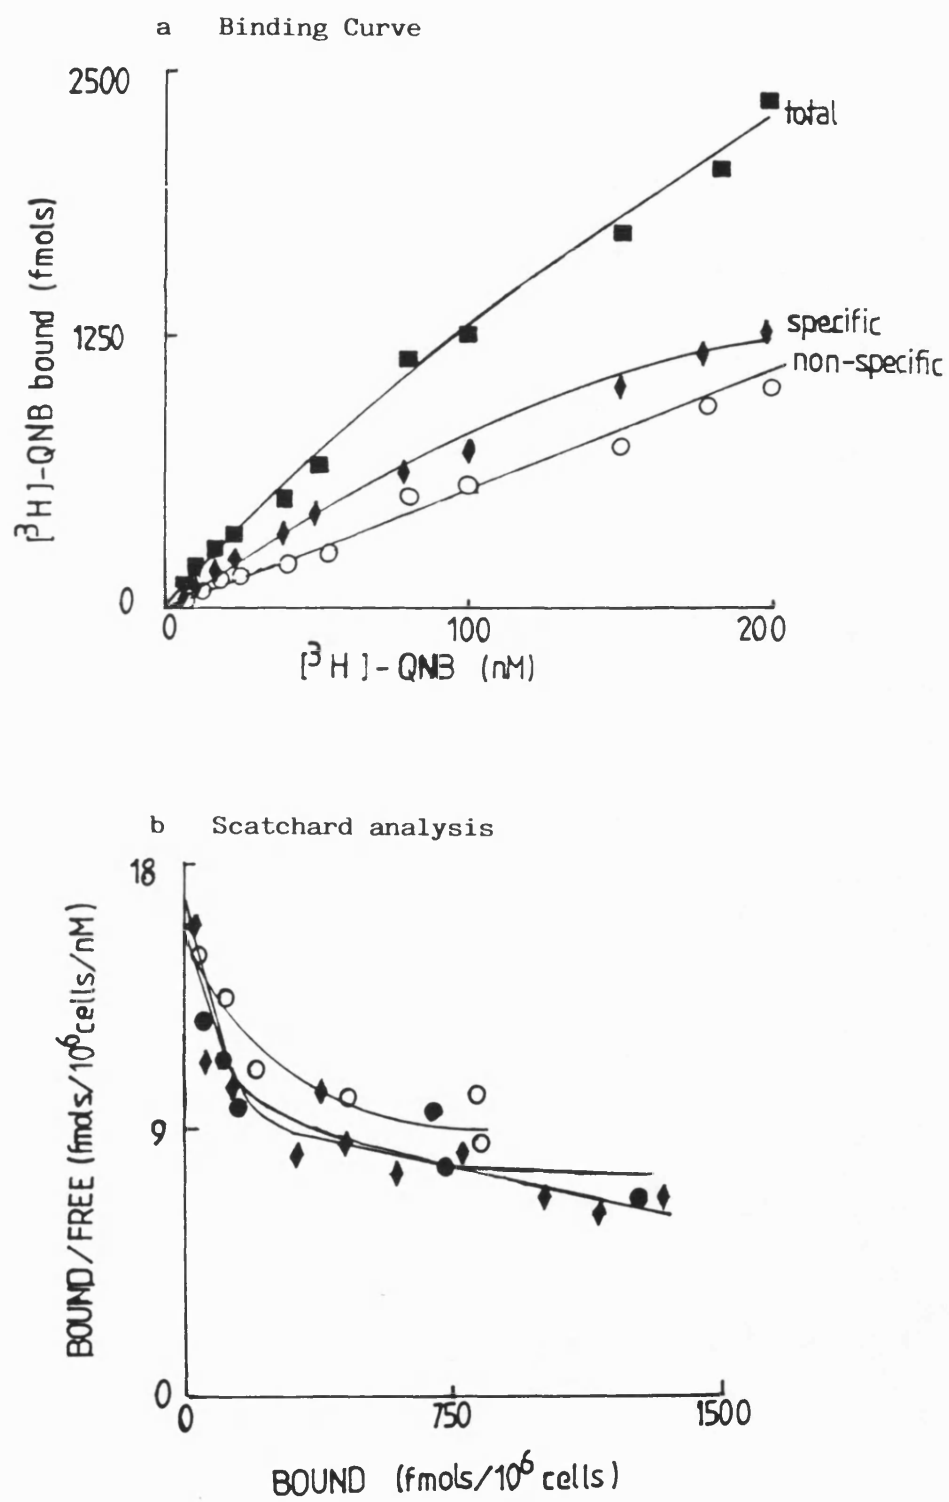 a Binding Curve
2500
1250
0
[³H]-QNB bound (fmols)
total
specific
non-specific
0 100 200
[³H]-QNB (nM)
b Scatchard analysis
18
9
0
BOUND/FREE (fmols/10⁶cells/nM)
0 750 1500
BOUND (fmols/10⁶ cells)